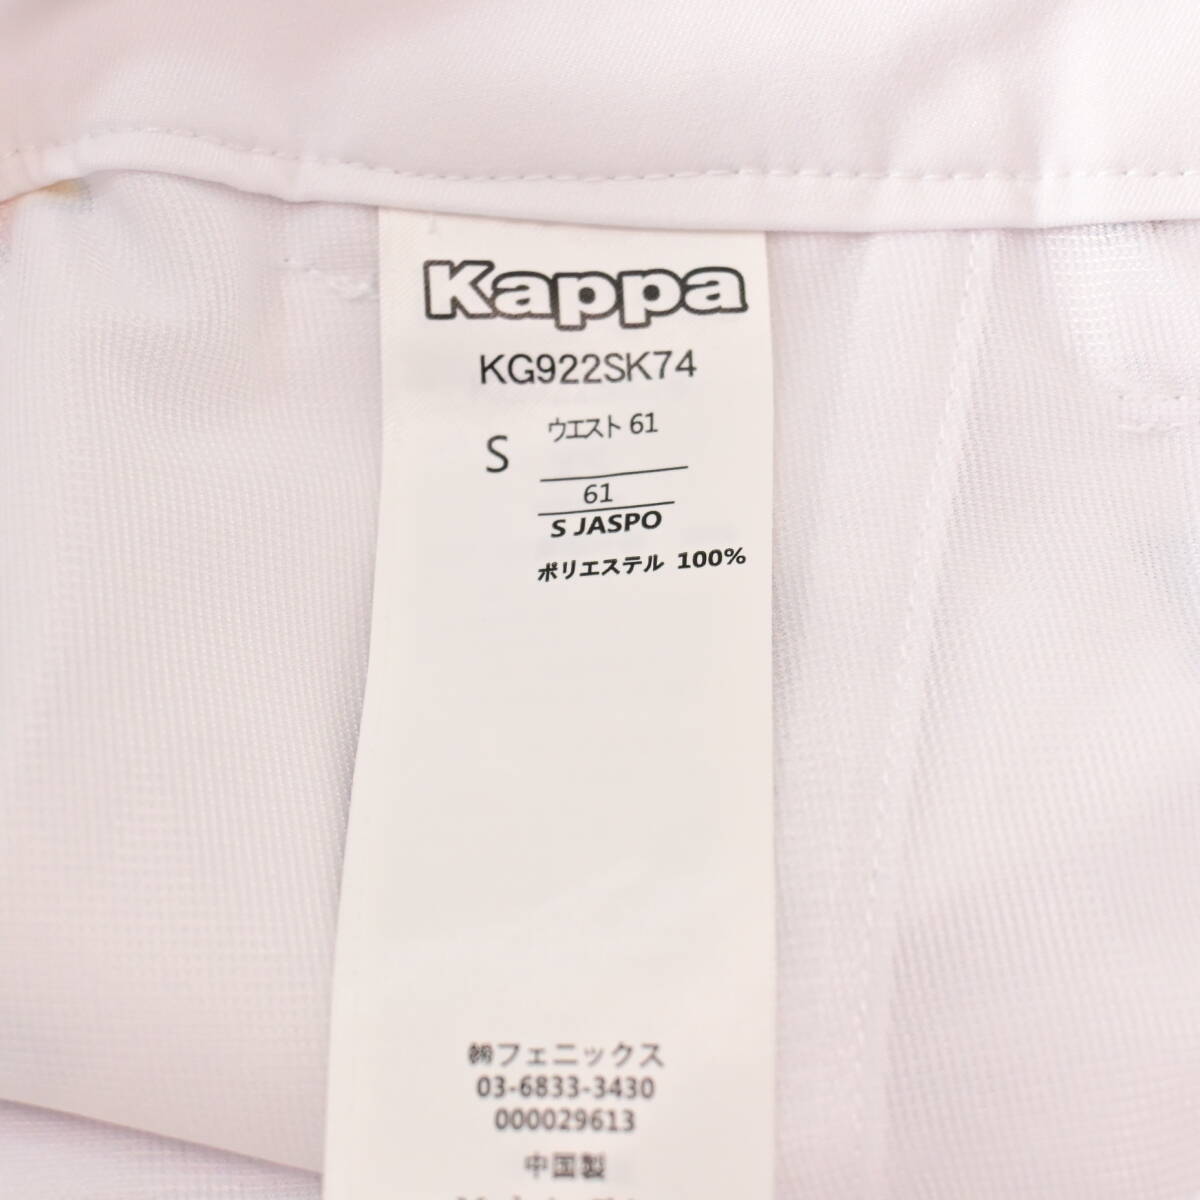 Kappa
KG922SK74
S
ウエスト 61
61
S JASPO
ポリエステル 100%
㈱フェニックス
03-6833-3430
000029613
中国製